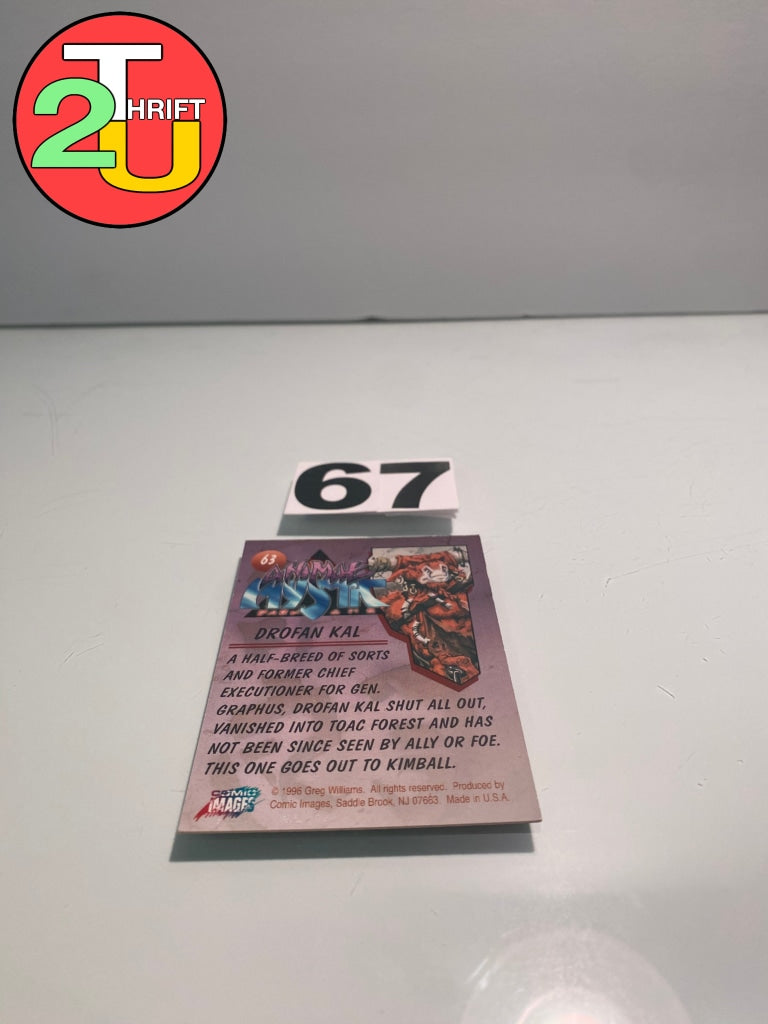 2 THRIFT U
67
63
DROFAN KAL
A HALF-BREED OF SORTS
AND FORMER CHIEF
EXECUTIONER FOR GEN.
GRAPHUS, DROFAN KAL SHUT ALL OUT,
VANISHED INTO TOAC FOREST AND HAS
NOT BEEN SINCE SEEN BY ALLY OR FOE.
THIS ONE GOES OUT TO KIMBALL.
COMIC
IMAGES
© 1996 Greg Williams. All rights reserved. Produced by
Comic Images, Saddle Brook, NJ 07663. Made in U.S.A.